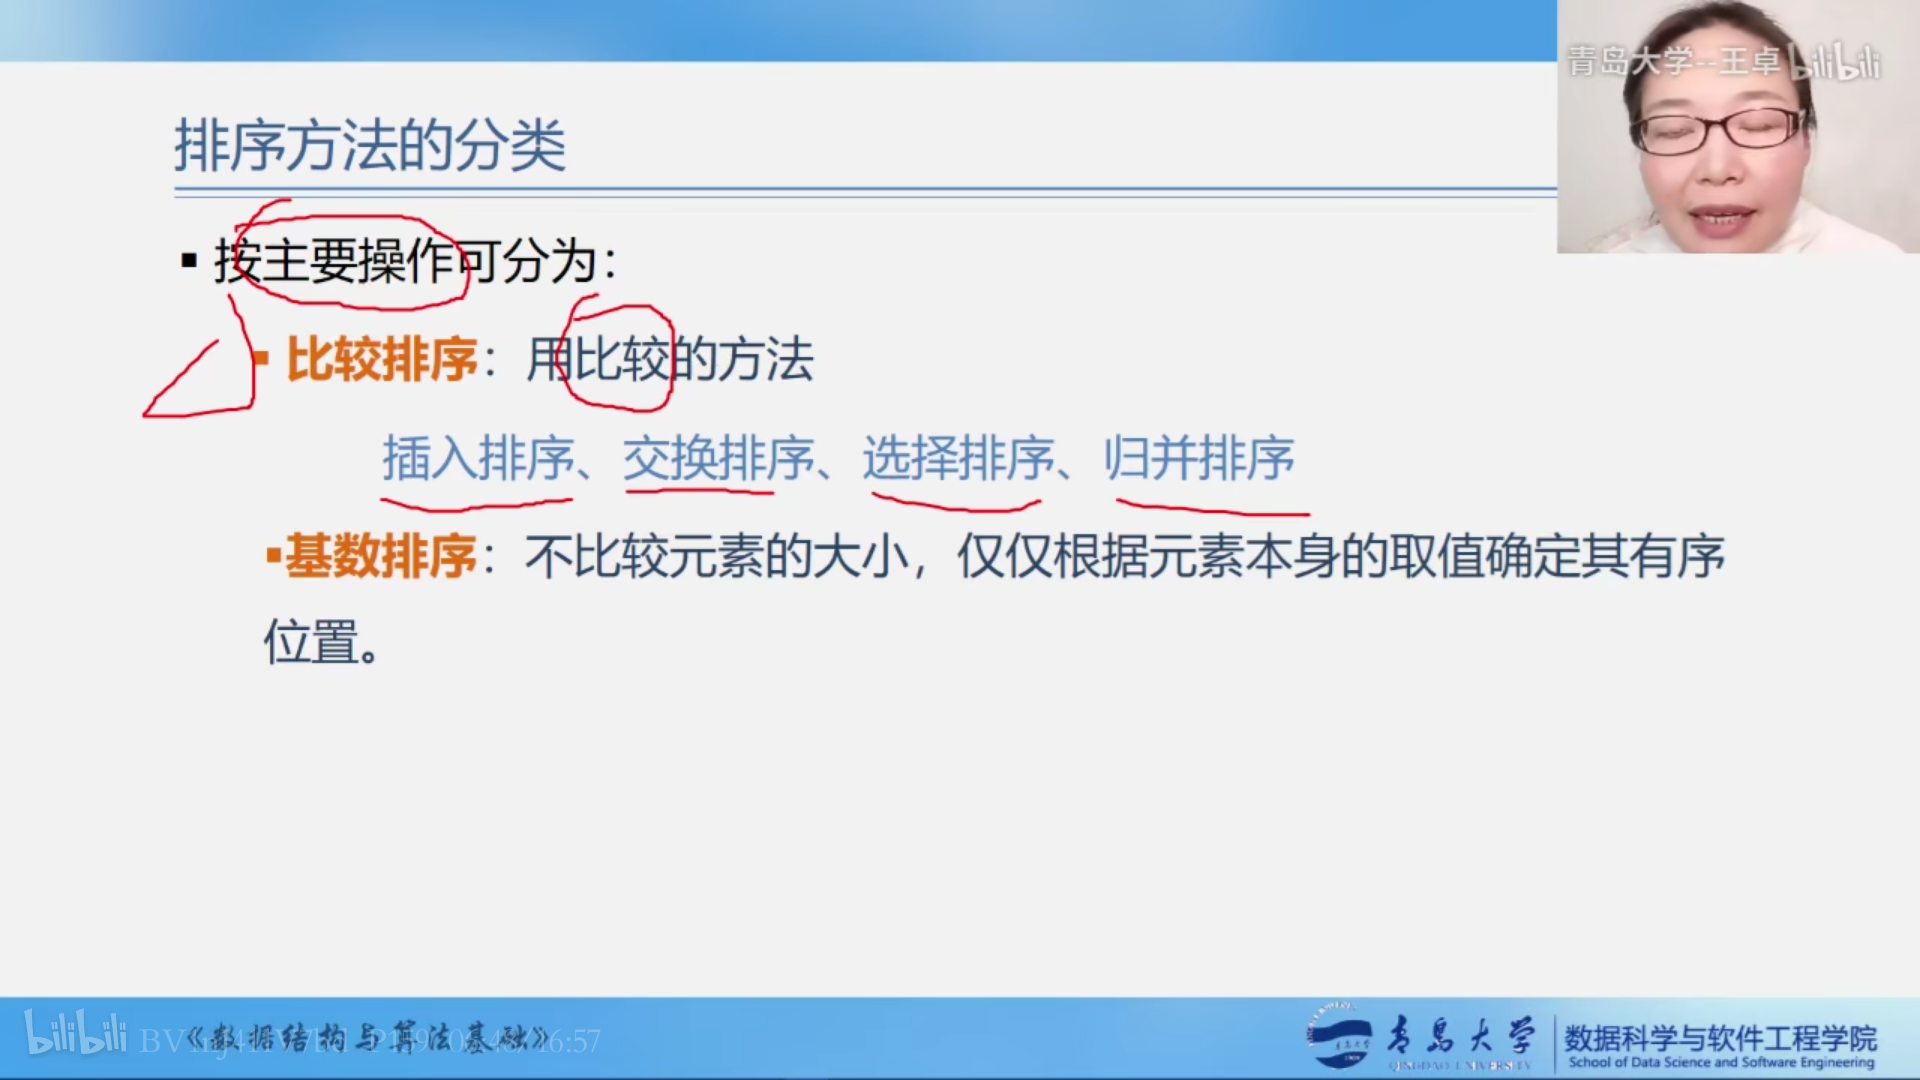 青岛大学--王卓 bilibili
排序方法的分类
▪ 按主要操作可分为：
▪ 比较排序：用比较的方法
插入排序、交换排序、选择排序、归并排序
▪基数排序：不比较元素的大小，仅仅根据元素本身的取值确定其有序
位置。
bilibili
《数据结构与算法基础》
青岛大学
QINGDAO UNIVERSITY
数据科学与软件工程学院
School of Data Science and Software Engineering